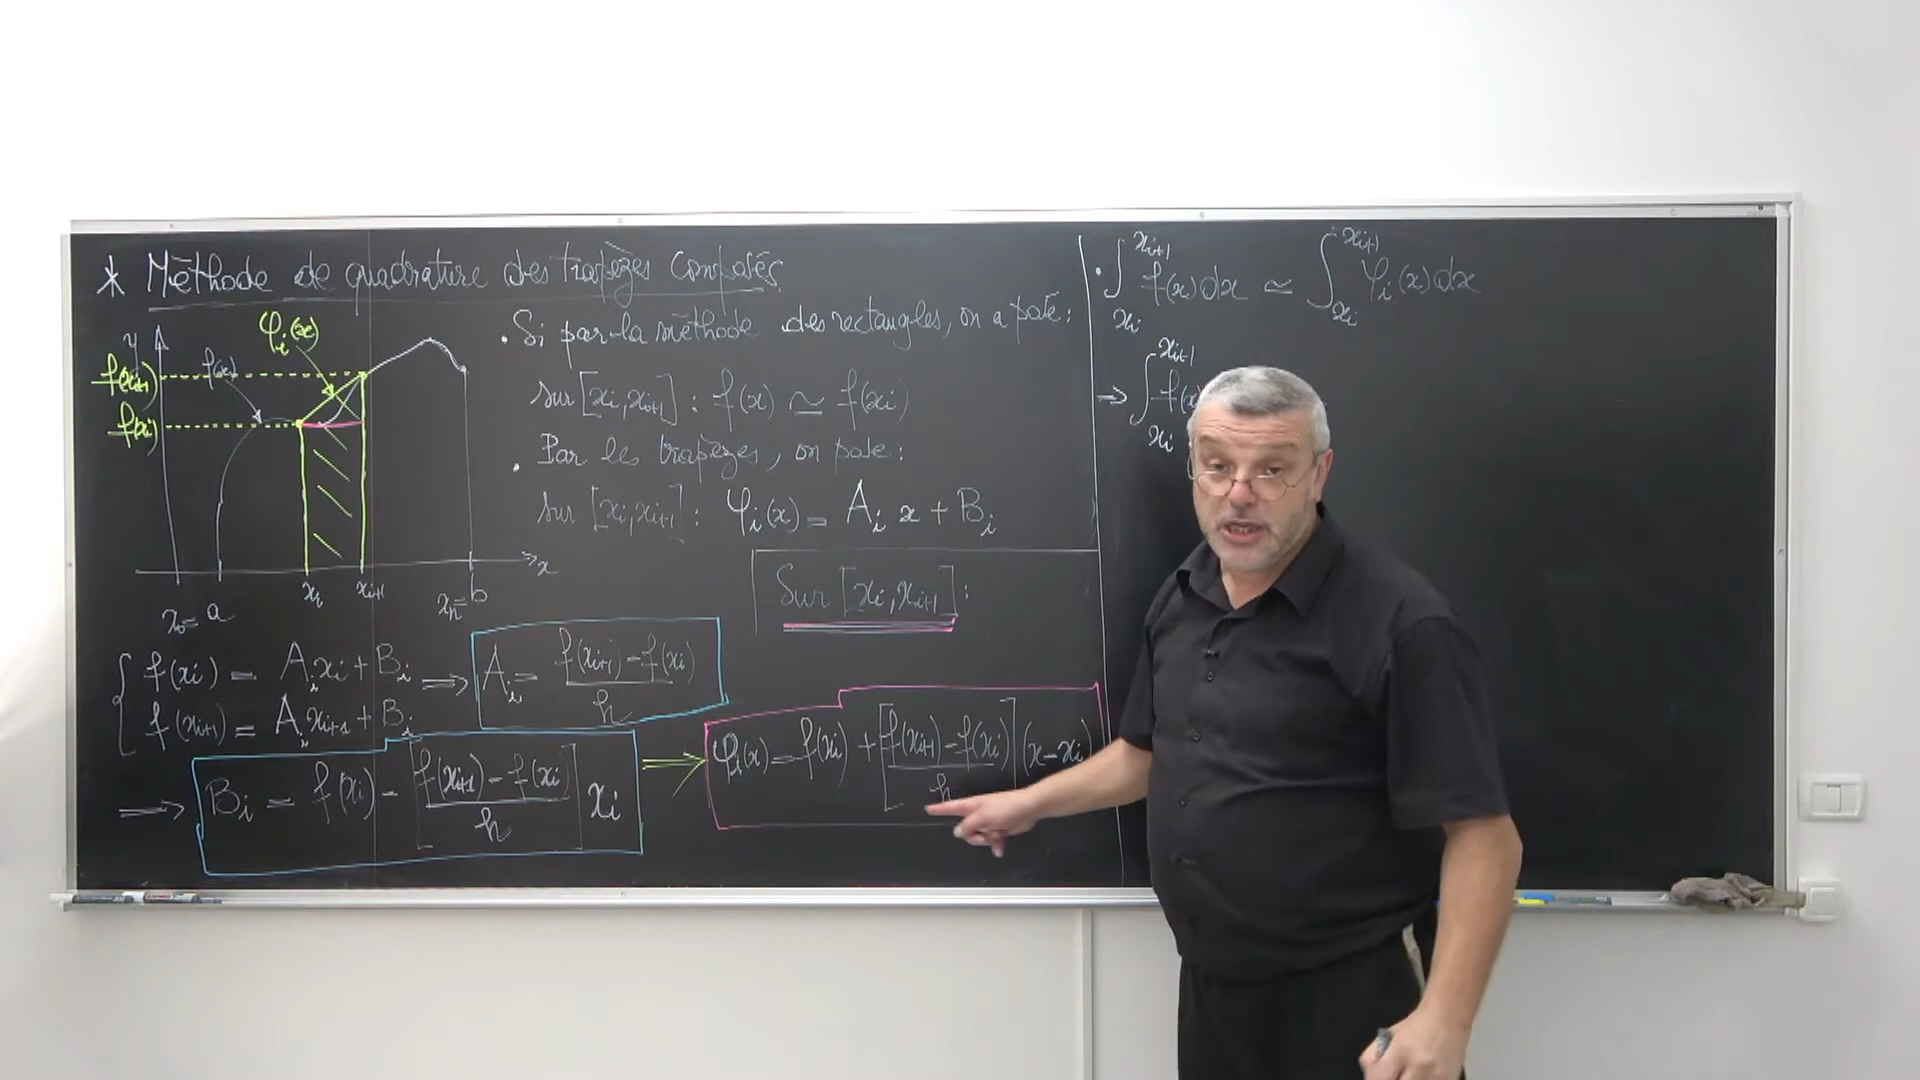 * Méthode de quadrature des trapèzes composés
y
φi(x)
f(xi+1)
f(x)
f(xi)
x
x0=a
xi
xi+1
xn=b
• Si par la méthode des rectangles, on a posé :
sur [xi, xi+1] : f(x) ≃ f(xi)
• Par les trapèzes, on pose :
sur [xi, xi+1] : φi(x) = Ai x + Bi
Sur [xi, xi+1] :
{ f(xi) = Ai xi + Bi
f(xi+1) = Ai xi+1 + Bi
⟹ Ai = (f(xi+1) - f(xi)) / h
⟹ Bi = f(xi) - [(f(xi+1) - f(xi)) / h] xi
⟹ φi(x) = f(xi) + [(f(xi+1) - f(xi)) / h] (x - xi)
• ∫xi^xi+1 f(x) dx ≃ ∫xi^xi+1 φi(x) dx
⟹ ∫xi^xi+1 f(x